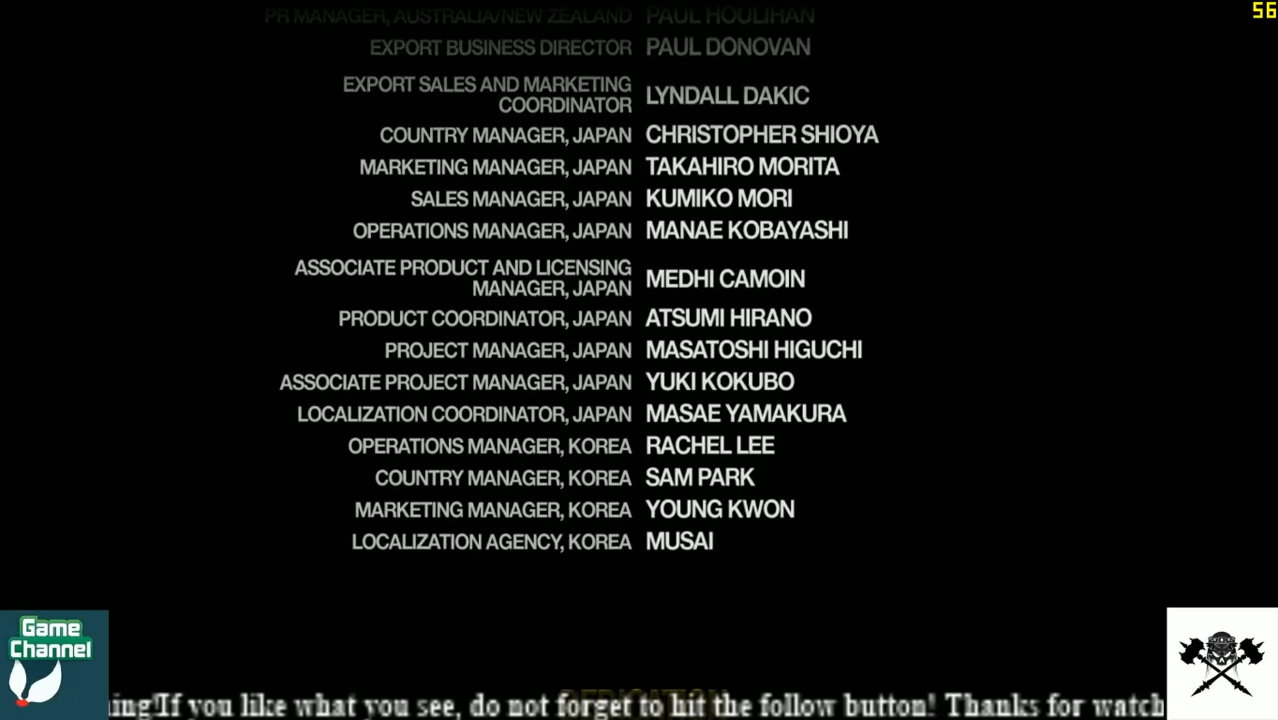 56
PR MANAGER, AUSTRALIA/NEW ZEALAND PAUL HOULIHAN
EXPORT BUSINESS DIRECTOR PAUL DONOVAN
EXPORT SALES AND MARKETING
COORDINATOR LYNDALL DAKIC
COUNTRY MANAGER, JAPAN CHRISTOPHER SHIOYA
MARKETING MANAGER, JAPAN TAKAHIRO MORITA
SALES MANAGER, JAPAN KUMIKO MORI
OPERATIONS MANAGER, JAPAN MANAE KOBAYASHI
ASSOCIATE PRODUCT AND LICENSING
MANAGER, JAPAN MEDHI CAMOIN
PRODUCT COORDINATOR, JAPAN ATSUMI HIRANO
PROJECT MANAGER, JAPAN MASATOSHI HIGUCHI
ASSOCIATE PROJECT MANAGER, JAPAN YUKI KOKUBO
LOCALIZATION COORDINATOR, JAPAN MASAE YAMAKURA
OPERATIONS MANAGER, KOREA RACHEL LEE
COUNTRY MANAGER, KOREA SAM PARK
MARKETING MANAGER, KOREA YOUNG KWON
LOCALIZATION AGENCY, KOREA MUSAI
Game
Channel
ing!If you like what you see, do not forget to hit the follow button! Thanks for watch